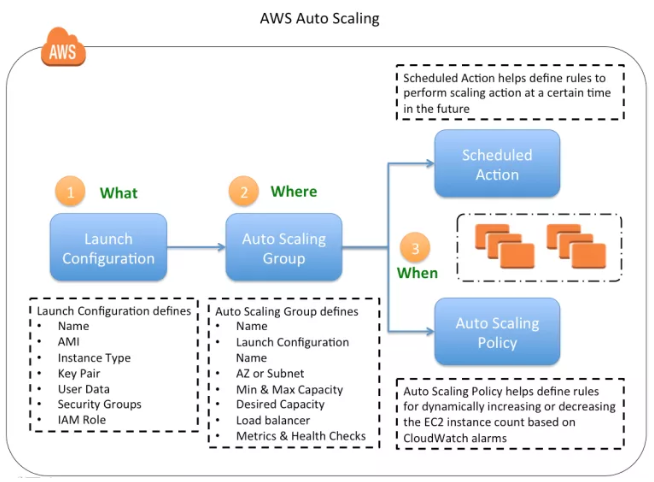 AWS Auto Scaling
AWS
Scheduled Action helps define rules to
perform scaling action at a certain time
in the future
Scheduled
Action
1 What
2 Where
Launch
Configuration
Auto Scaling
Group
3
When
Launch Configuration defines
• Name
• AMI
• Instance Type
• Key Pair
• User Data
• Security Groups
• IAM Role
Auto Scaling Group defines
• Name
• Launch Configuration
Name
• AZ or Subnet
• Min & Max Capacity
• Desired Capacity
• Load balancer
• Metrics & Health Checks
Auto Scaling
Policy
Auto Scaling Policy helps define rules
for dynamically increasing or decreasing
the EC2 instance count based on
CloudWatch alarms